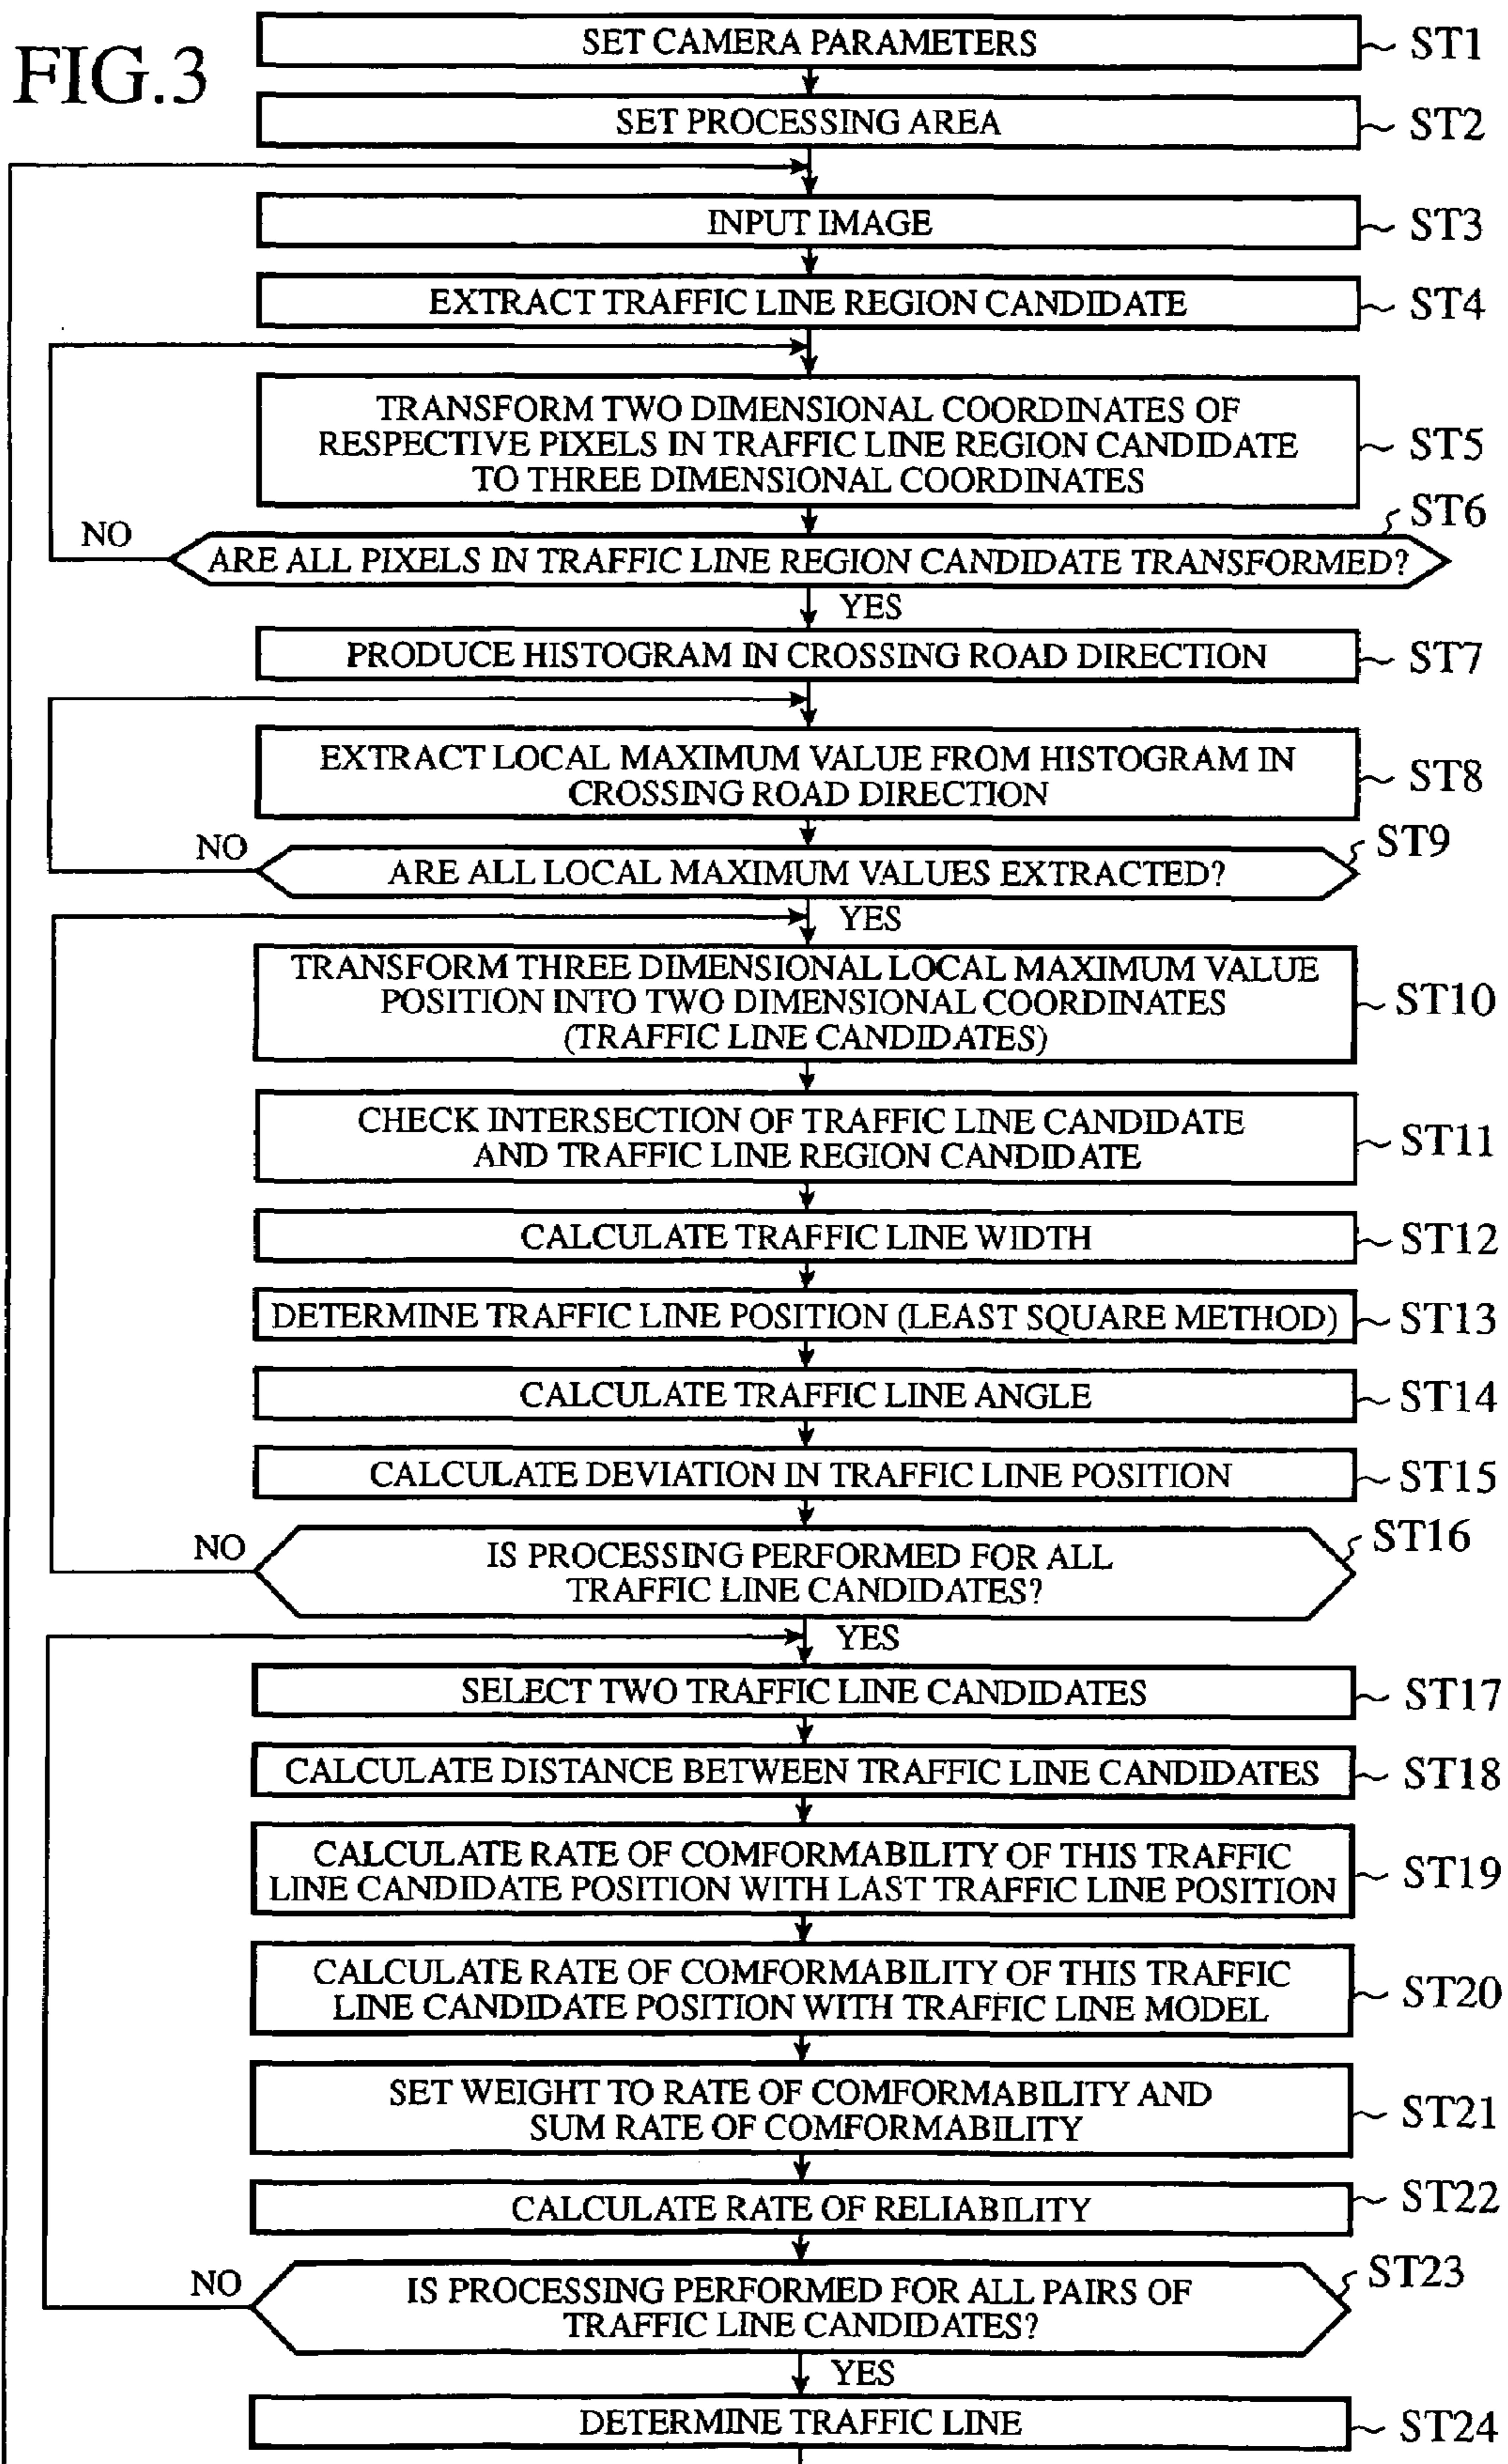 FIG.3
SET CAMERA PARAMETERS
ST1
SET PROCESSING AREA
ST2
INPUT IMAGE
ST3
EXTRACT TRAFFIC LINE REGION CANDIDATE
ST4
TRANSFORM TWO DIMENSIONAL COORDINATES OF
RESPECTIVE PIXELS IN TRAFFIC LINE REGION CANDIDATE
TO THREE DIMENSIONAL COORDINATES
ST5
ST6
NO
ARE ALL PIXELS IN TRAFFIC LINE REGION CANDIDATE TRANSFORMED?
YES
PRODUCE HISTOGRAM IN CROSSING ROAD DIRECTION
ST7
EXTRACT LOCAL MAXIMUM VALUE FROM HISTOGRAM IN
CROSSING ROAD DIRECTION
ST8
NO
ST9
ARE ALL LOCAL MAXIMUM VALUES EXTRACTED?
YES
TRANSFORM THREE DIMENSIONAL LOCAL MAXIMUM VALUE
POSITION INTO TWO DIMENSIONAL COORDINATES
(TRAFFIC LINE CANDIDATES)
ST10
CHECK INTERSECTION OF TRAFFIC LINE CANDIDATE
AND TRAFFIC LINE REGION CANDIDATE
ST11
CALCULATE TRAFFIC LINE WIDTH
ST12
DETERMINE TRAFFIC LINE POSITION (LEAST SQUARE METHOD)
ST13
CALCULATE TRAFFIC LINE ANGLE
ST14
CALCULATE DEVIATION IN TRAFFIC LINE POSITION
ST15
NO
IS PROCESSING PERFORMED FOR ALL
TRAFFIC LINE CANDIDATES?
ST16
YES
SELECT TWO TRAFFIC LINE CANDIDATES
ST17
CALCULATE DISTANCE BETWEEN TRAFFIC LINE CANDIDATES
ST18
CALCULATE RATE OF COMFORMABILITY OF THIS TRAFFIC
LINE CANDIDATE POSITION WITH LAST TRAFFIC LINE POSITION
ST19
CALCULATE RATE OF COMFORMABILITY OF THIS TRAFFIC
LINE CANDIDATE POSITION WITH TRAFFIC LINE MODEL
ST20
SET WEIGHT TO RATE OF COMFORMABILITY AND
SUM RATE OF COMFORMABILITY
ST21
CALCULATE RATE OF RELIABILITY
ST22
NO
IS PROCESSING PERFORMED FOR ALL PAIRS OF
TRAFFIC LINE CANDIDATES?
ST23
YES
DETERMINE TRAFFIC LINE
ST24